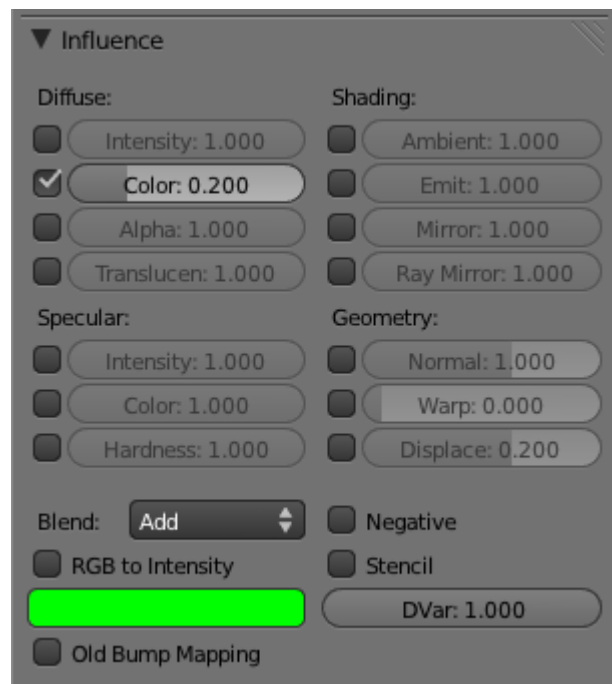 Influence
Diffuse:
Intensity: 1.000
Color: 0.200
Alpha: 1.000
Translucen: 1.000
Shading:
Ambient: 1.000
Emit: 1.000
Mirror: 1.000
Ray Mirror: 1.000
Specular:
Intensity: 1.000
Color: 1.000
Hardness: 1.000
Geometry:
Normal: 1.000
Warp: 0.000
Displace: 0.200
Blend: Add
RGB to Intensity
Old Bump Mapping
Negative
Stencil
DVar: 1.000